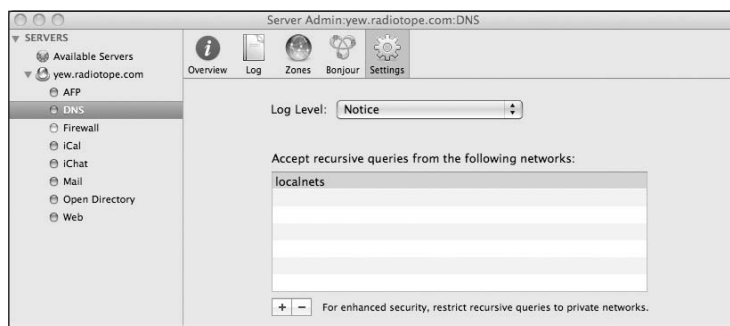 Server Admin:yew.radiotope.com:DNS
SERVERS
Available Servers
yew.radiotope.com
AFP
DNS
Firewall
iCal
iChat
Mail
Open Directory
Web
Overview
Log
Zones
Bonjour
Settings
Log Level: Notice
Accept recursive queries from the following networks:
localnets
+ − For enhanced security, restrict recursive queries to private networks.